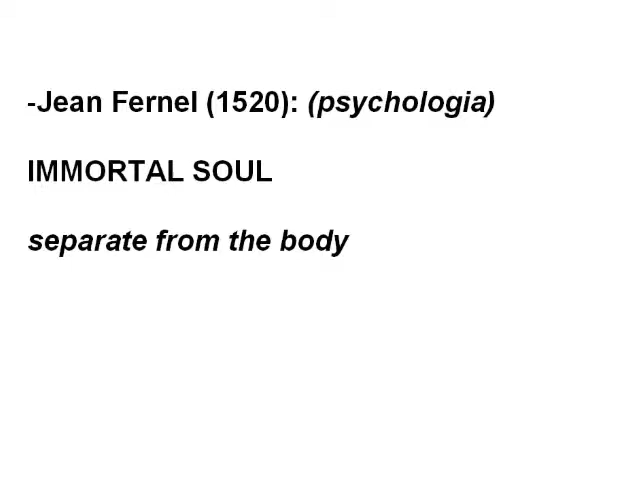 -Jean Fernel (1520): (psychologia)
IMMORTAL SOUL
separate from the body